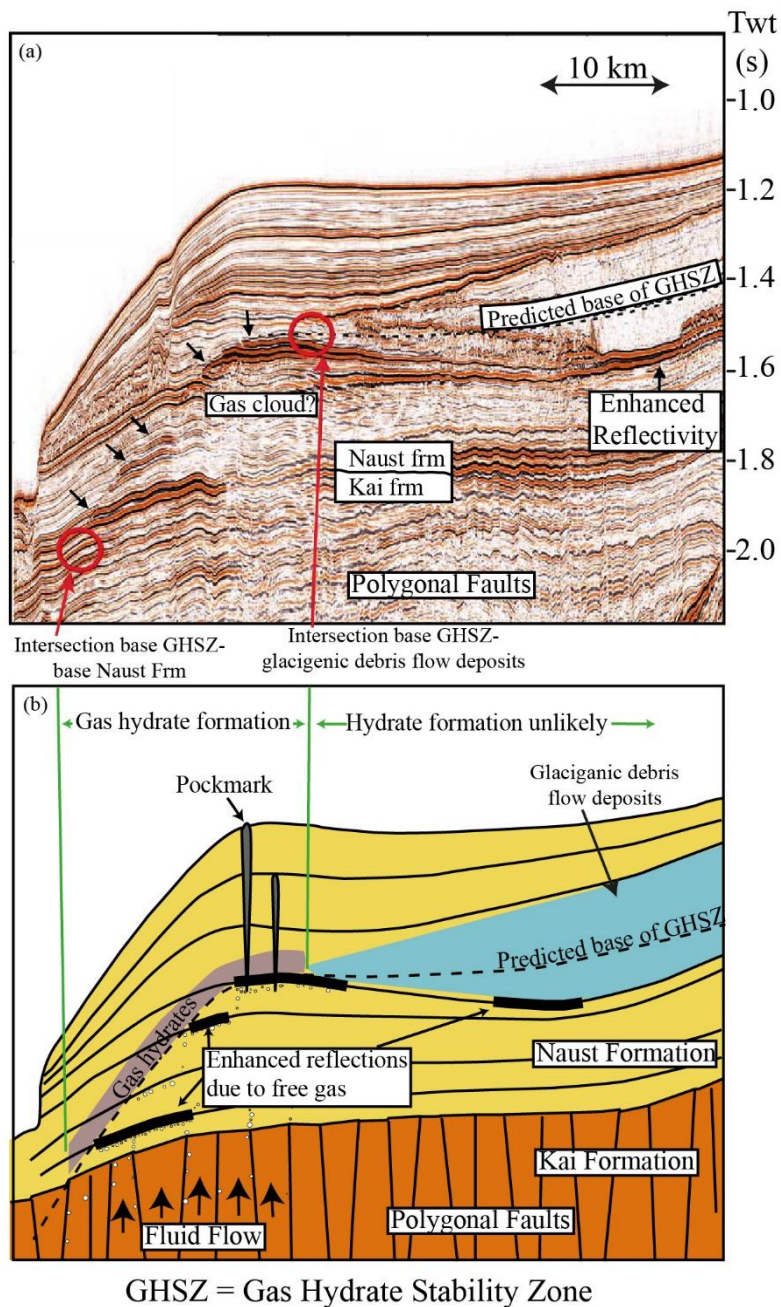 Twt
(s)
(a)
10 km
1.0
1.2
1.4
Predicted base of GHSZ
1.6
Gas cloud?
Enhanced
Reflectivity
Naust frm
Kai frm
1.8
2.0
Polygonal Faults
Intersection base GHSZ-
base Naust Frm
Intersection base GHSZ-
glacigenic debris flow deposits
(b)
Gas hydrate formation
Hydrate formation unlikely
Pockmark
Glaciganic debris
flow deposits
Predicted base of GHSZ
Gas hydrates
Enhanced reflections
due to free gas
Naust Formation
Kai Formation
Fluid Flow
Polygonal Faults
GHSZ = Gas Hydrate Stability Zone